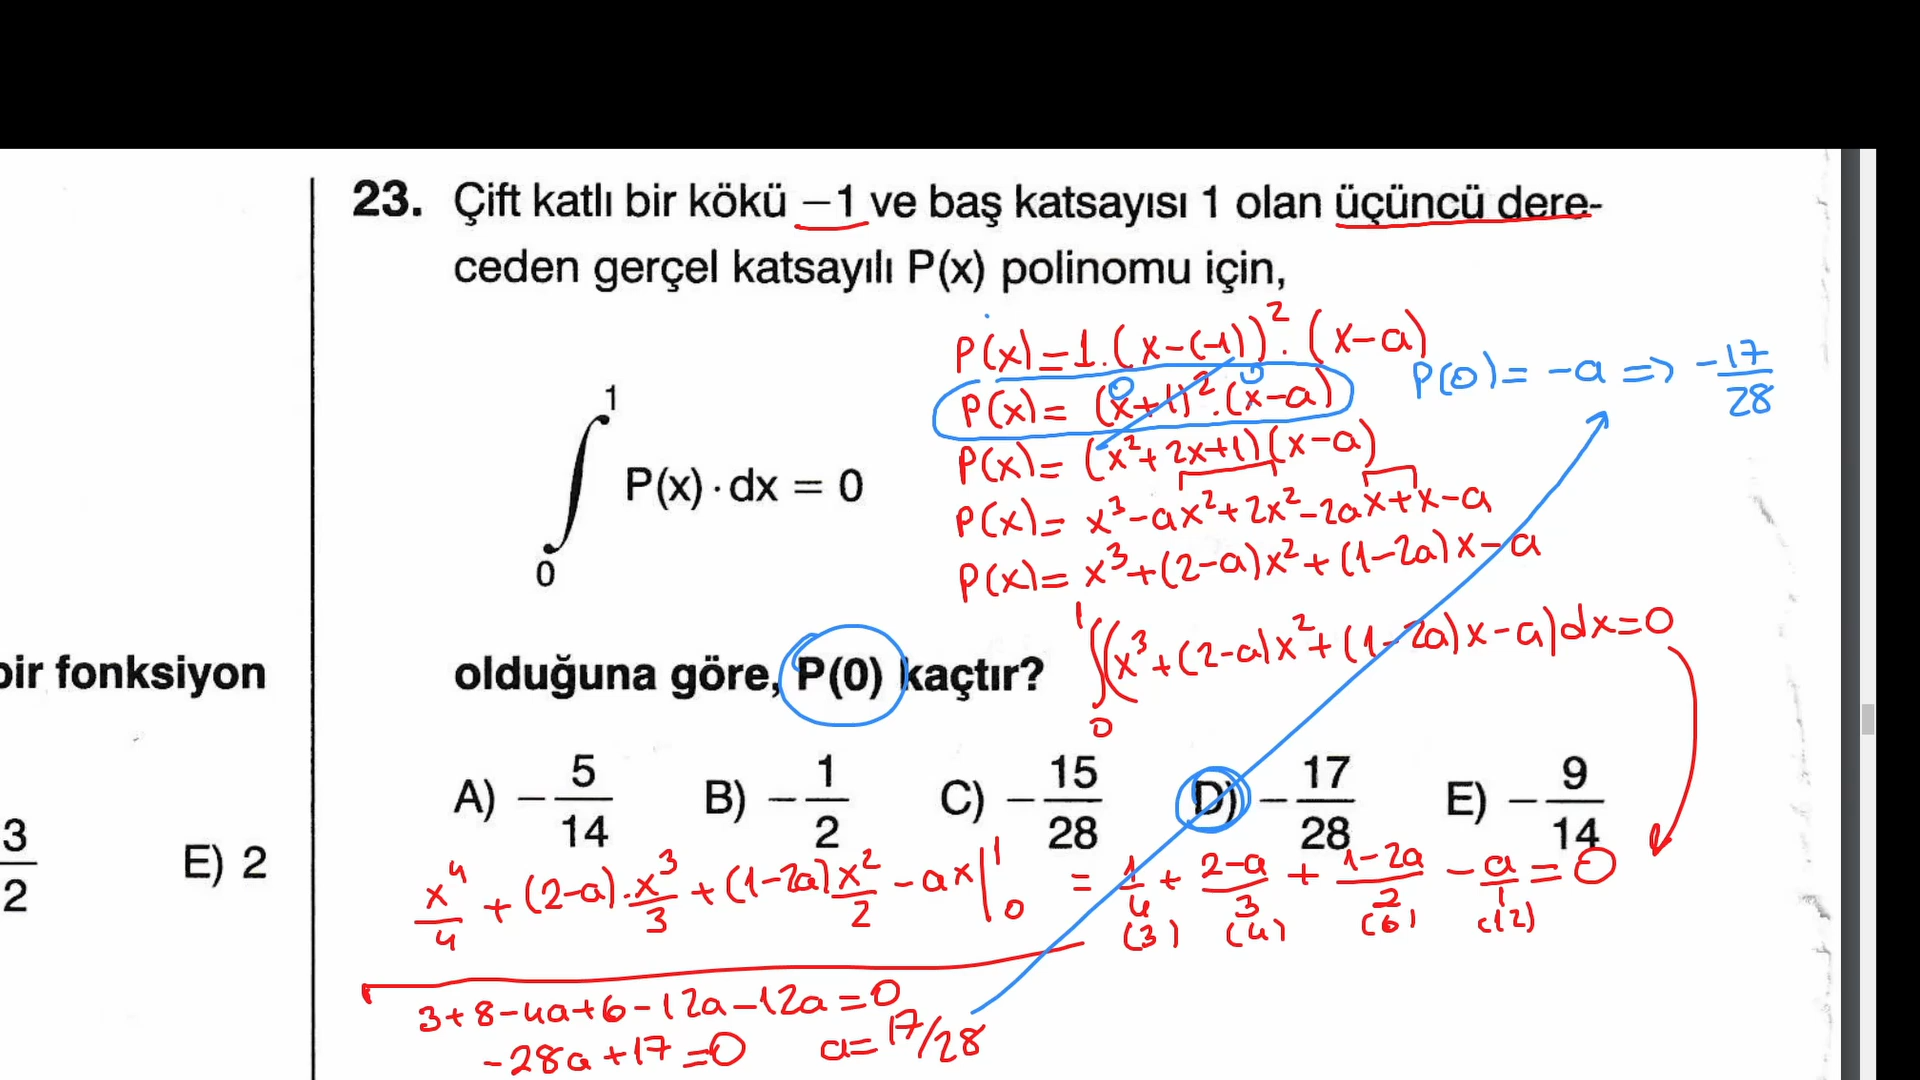 23. Çift katlı bir kökü −1 ve baş katsayısı 1 olan üçüncü dere-
ceden gerçel katsayılı P(x) polinomu için,
P(x)=1.(x-(-1))².(x-a)
P(x)= (x+1)².(x-a)
0 0
P(0)= -a => -17/28
P(x)= (x²+2x+1)(x-a)
P(x)= x³-ax²+2x²-2ax+x-a
P(x)= x³+(2-a)x²+(1-2a)x-a
∫₀¹ P(x) · dx = 0
∫₀¹(x³+(2-a)x²+(1-2a)x-a)dx=0
olduğuna göre, P(0) kaçtır?
A) −5/14 B) −1/2 C) −15/28 D) −17/28 E) −9/14
x⁴/4 + (2-a).x³/3 + (1-2a)x²/2 - ax|₀¹ = 1/4 + 2-a/3 + 1-2a/2 - a/1 = 0
(3) (4) (6) (12)
3+8-4a+6-12a-12a=0
-28a+17=0 a=17/28
bir fonksiyon
3/2 E) 2